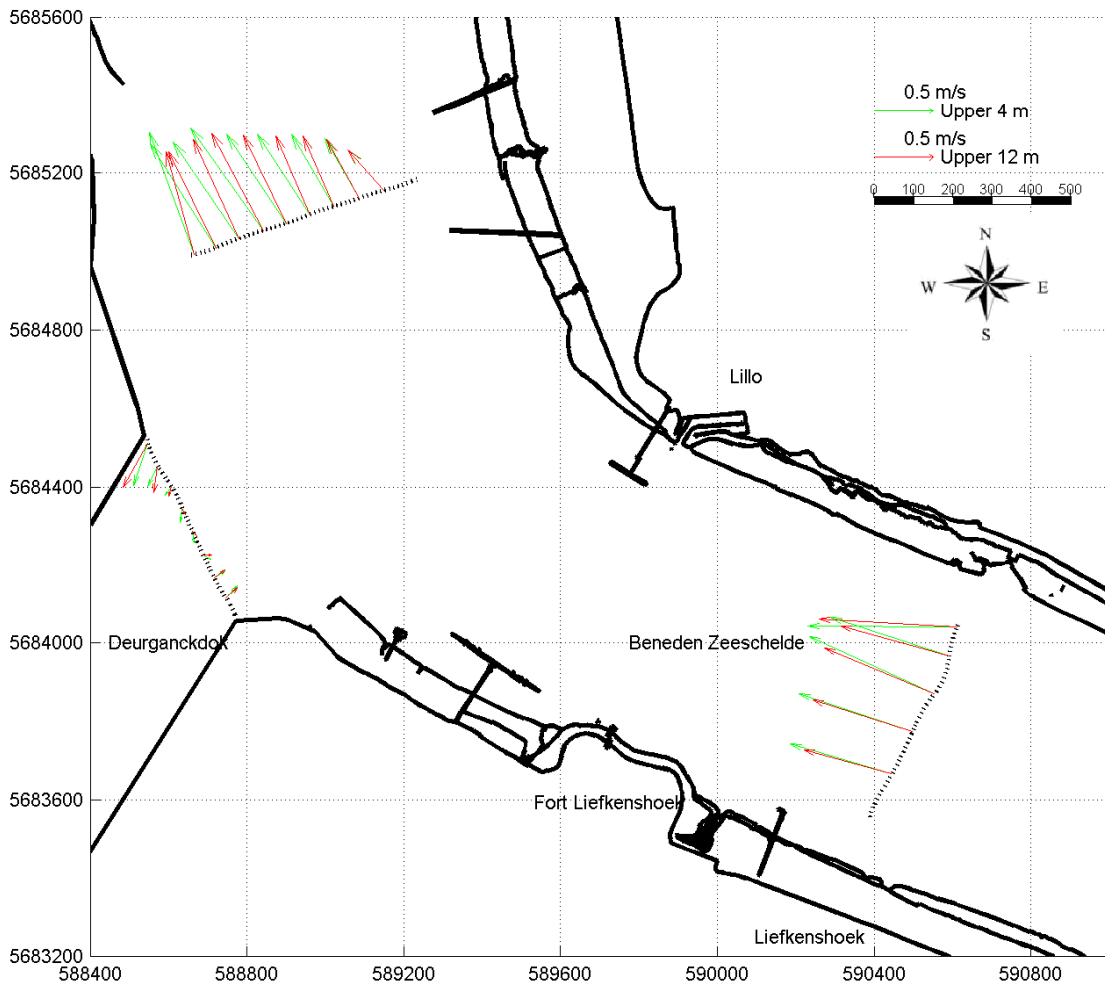 5685600
5685200
5684800
5684400
5684000
5683600
5683200
588400
588800
589200
589600
590000
590400
590800
0.5 m/s
Upper 4 m
0.5 m/s
Upper 12 m
0 100 200 300 400 500
N
W E
S
Lillo
Deurganckdok
Beneden Zeeschelde
Fort Liefkenshoek
Liefkenshoek